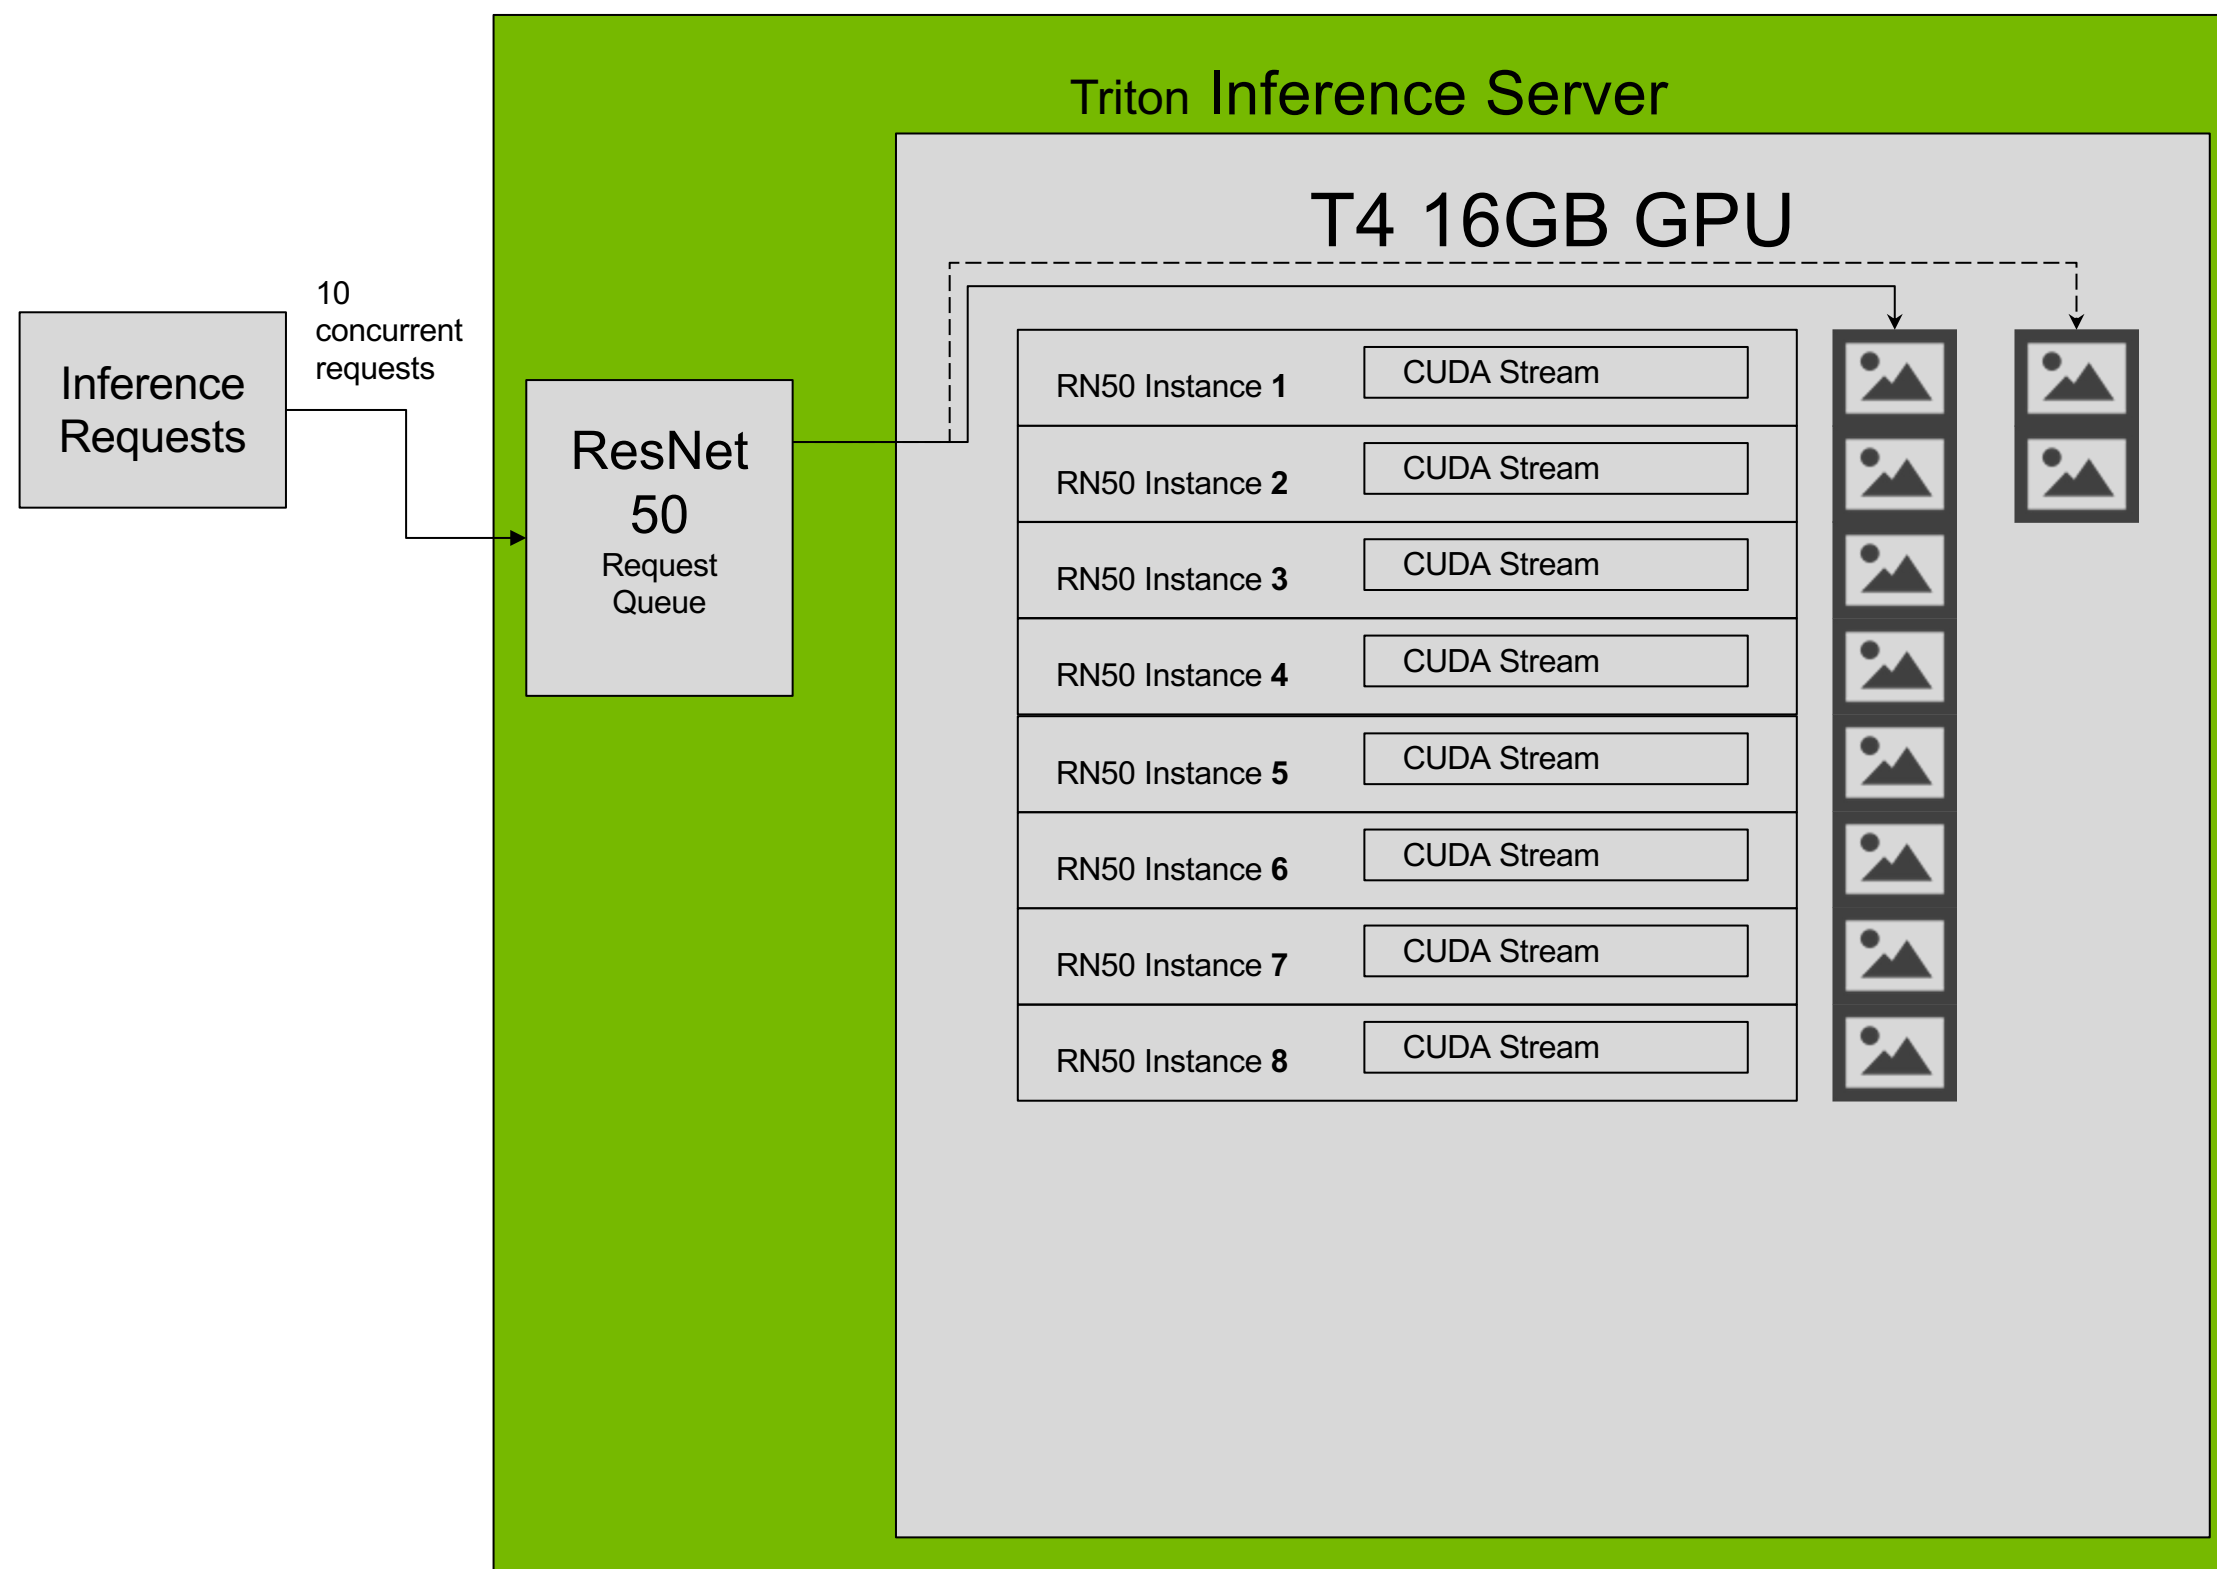 Triton Inference Server
T4 16GB GPU
10
concurrent
requests
Inference
Requests
ResNet
50
Request
Queue
RN50 Instance 1
CUDA Stream
RN50 Instance 2
CUDA Stream
RN50 Instance 3
CUDA Stream
RN50 Instance 4
CUDA Stream
RN50 Instance 5
CUDA Stream
RN50 Instance 6
CUDA Stream
RN50 Instance 7
CUDA Stream
RN50 Instance 8
CUDA Stream